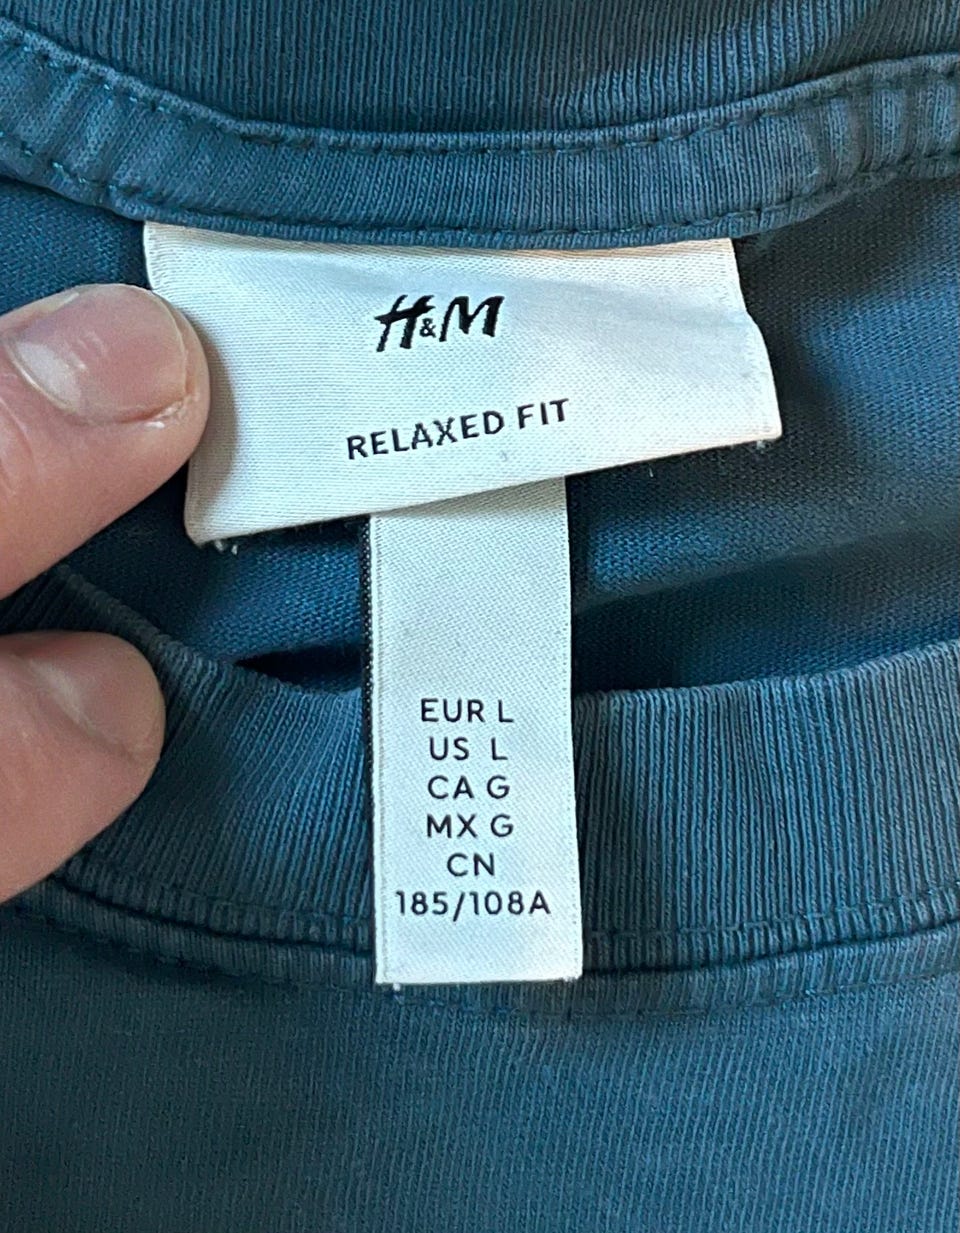 H&M
RELAXED FIT
EUR L
US L
CA G
MX G
CN
185/108A